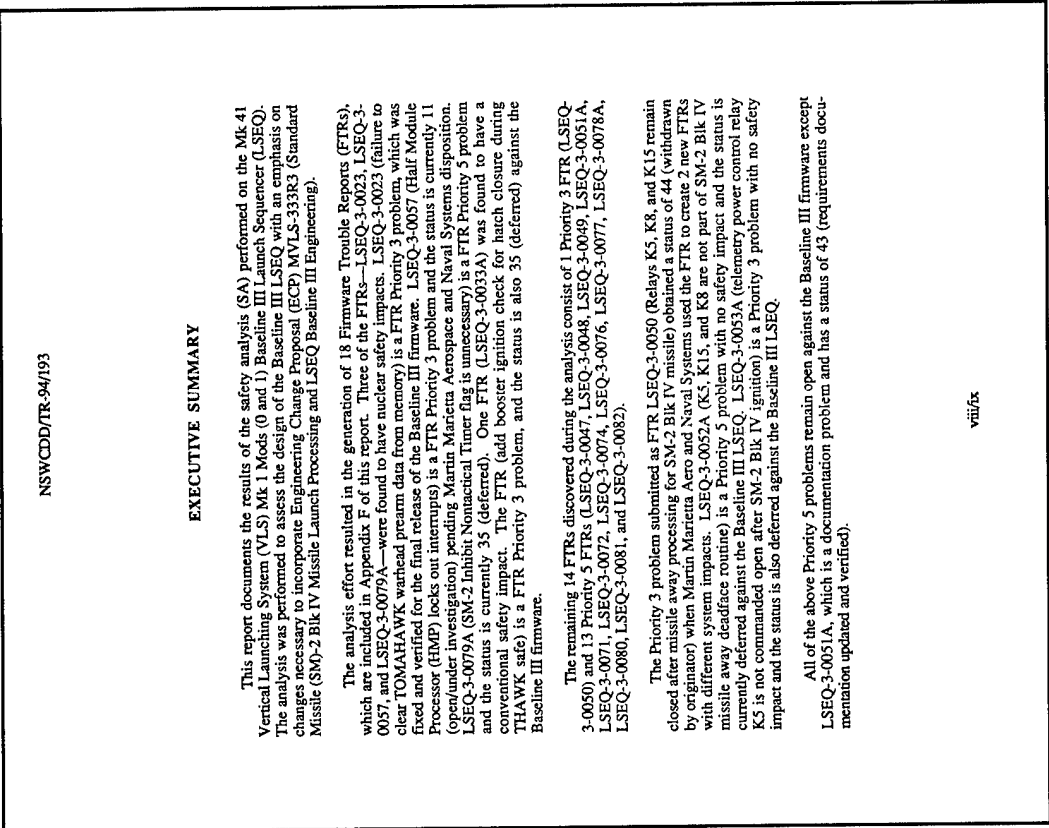 NSWCDD/TR-94/193
EXECUTIVE SUMMARY
This report documents the results of the safety analysis (SA) performed on the Mk 41
Vertical Launching System (VLS) Mk 1 Mods (0 and 1) Baseline III Launch Sequencer (LSEQ).
The analysis was performed to assess the design of the Baseline III LSEQ with an emphasis on
changes necessary to incorporate Engineering Change Proposal (ECP) MVLS-333R3 (Standard
Missile (SM)-2 Blk IV Missile Launch Processing and LSEQ Baseline III Engineering).
The analysis effort resulted in the generation of 18 Firmware Trouble Reports (FTRs),
which are included in Appendix F of this report. Three of the FTRs—LSEQ-3-0023, LSEQ-3-
0057, and LSEQ-3-0079A—were found to have nuclear safety impacts. LSEQ-3-0023 (failure to
clear TOMAHAWK warhead prearm data from memory) is a FTR Priority 3 problem, which was
fixed and verified for the final release of the Baseline III firmware. LSEQ-3-0057 (Half Module
Processor (HMP) locks out interrupts) is a FTR Priority 3 problem and the status is currently 11
(open/under investigation) pending Martin Marietta Aerospace and Naval Systems disposition.
LSEQ-3-0079A (SM-2 Inhibit Nontactical Timer flag is unnecessary) is a FTR Priority 5 problem
and the status is currently 35 (deferred). One FTR (LSEQ-3-0033A) was found to have a
conventional safety impact. The FTR (add booster ignition check for hatch closure during
THAWK safe) is a FTR Priority 3 problem, and the status is also 35 (deferred) against the
Baseline III firmware.
The remaining 14 FTRs discovered during the analysis consist of 1 Priority 3 FTR (LSEQ-
3-0050) and 13 Priority 5 FTRs (LSEQ-3-0047, LSEQ-3-0048, LSEQ-3-0049, LSEQ-3-0051A,
LSEQ-3-0071, LSEQ-3-0072, LSEQ-3-0074, LSEQ-3-0076, LSEQ-3-0077, LSEQ-3-0078A,
LSEQ-3-0080, LSEQ-3-0081, and LSEQ-3-0082).
The Priority 3 problem submitted as FTR LSEQ-3-0050 (Relays K5, K8, and K15 remain
closed after missile away processing for SM-2 Blk IV missile) obtained a status of 44 (withdrawn
by originator) when Martin Marietta Aero and Naval Systems used the FTR to create 2 new FTRs
with different system impacts. LSEQ-3-0052A (K5, K15, and K8 are not part of SM-2 Blk IV
missile away deadface routine) is a Priority 5 problem with no safety impact and the status is
currently deferred against the Baseline III LSEQ. LSEQ-3-0053A (telemetry power control relay
K5 is not commanded open after SM-2 Blk IV ignition) is a Priority 3 problem with no safety
impact and the status is also deferred against the Baseline III LSEQ.
All of the above Priority 5 problems remain open against the Baseline III firmware except
LSEQ-3-0051A, which is a documentation problem and has a status of 43 (requirements docu-
mentation updated and verified).
viii/ix